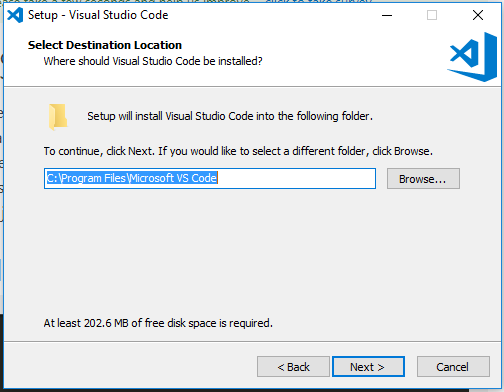 Setup - Visual Studio Code
Select Destination Location
Where should Visual Studio Code be installed?
Setup will install Visual Studio Code into the following folder.
To continue, click Next. If you would like to select a different folder, click Browse.
C:\Program Files\Microsoft VS Code
Browse...
At least 202.6 MB of free disk space is required.
< Back
Next >
Cancel